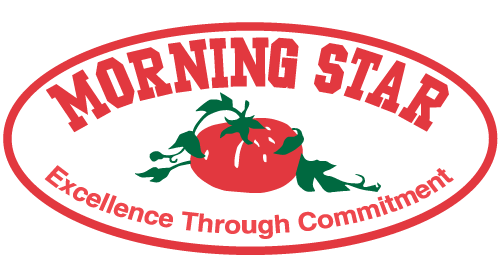 MORNING STAR
Excellence Through Commitment